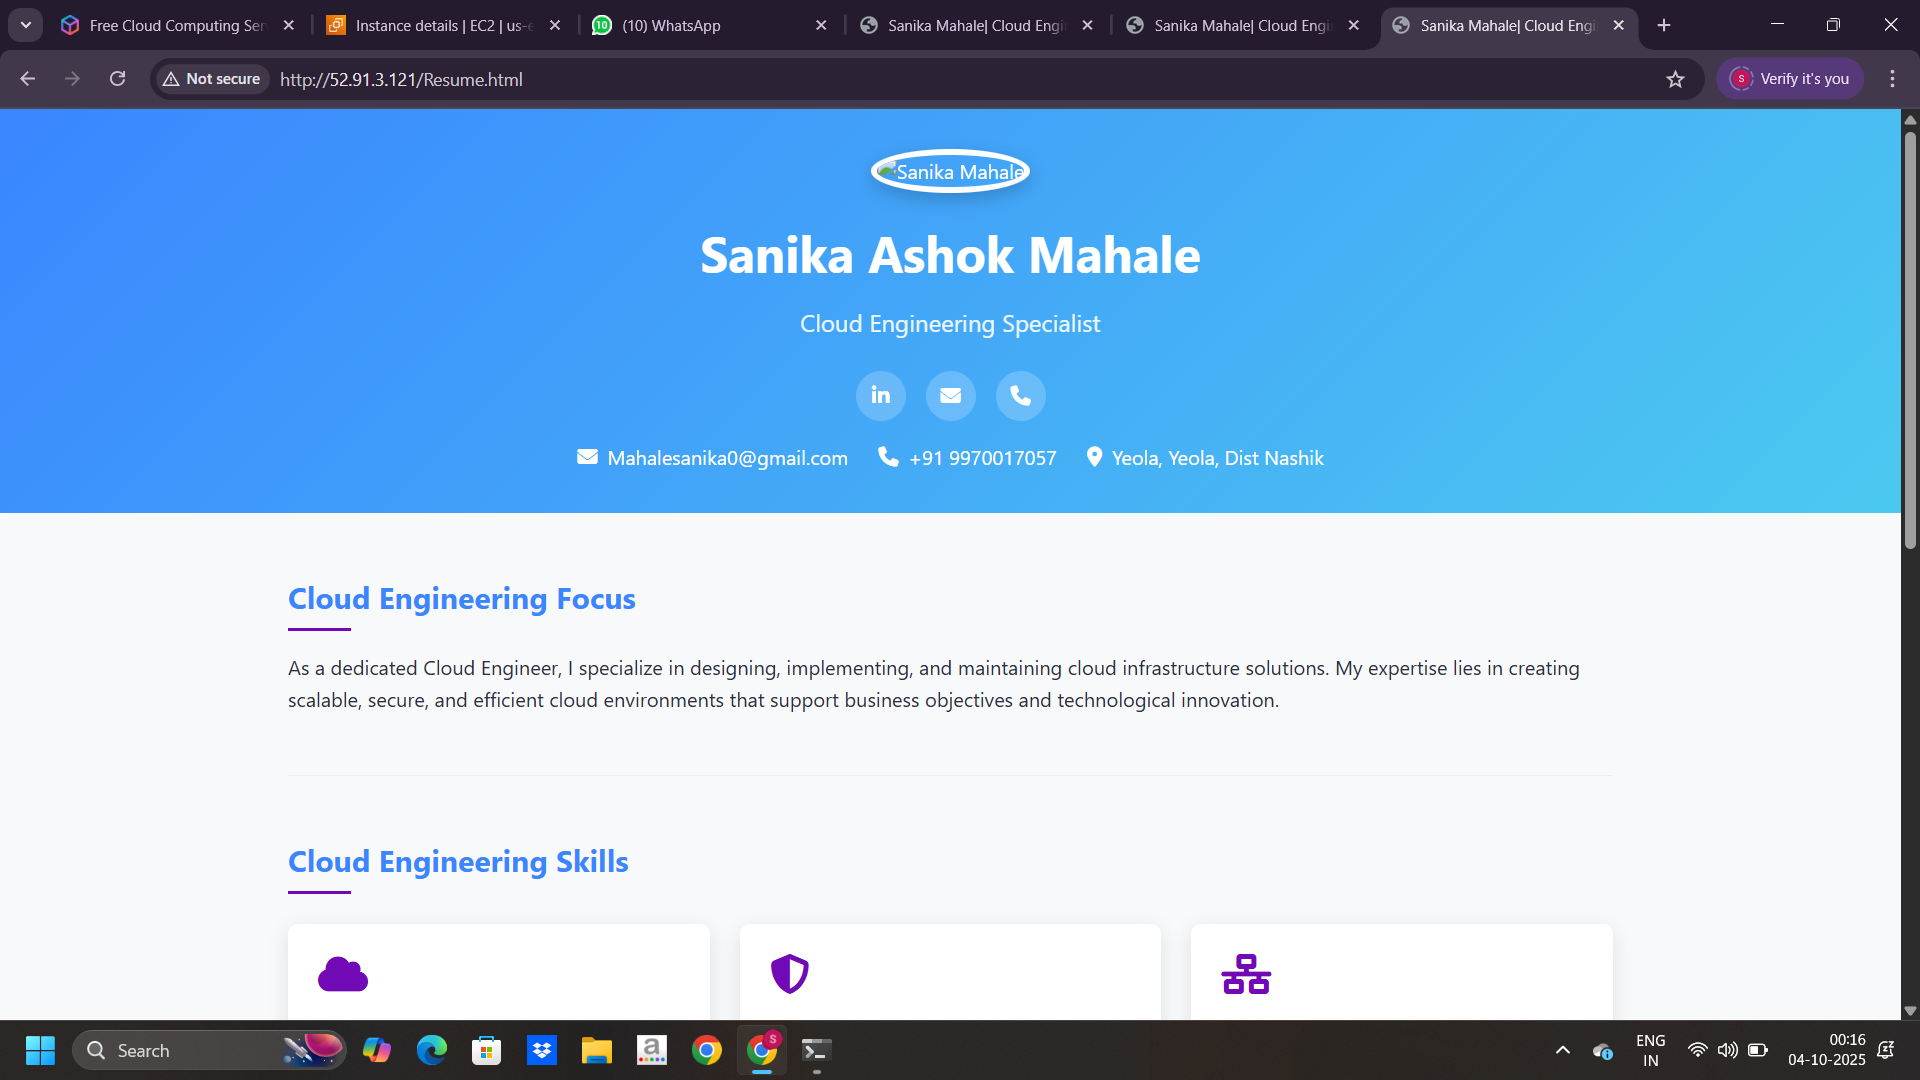 Free Cloud Computing Ser
Instance details | EC2 | us-e
10
(10) WhatsApp
Sanika Mahale| Cloud Engi
Sanika Mahale| Cloud Engi
Sanika Mahale| Cloud Engi
Not secure
http://52.91.3.121/Resume.html
S
Verify it's you
Sanika Mahale
Sanika Ashok Mahale
Cloud Engineering Specialist
in
Mahalesanika0@gmail.com
+91 9970017057
Yeola, Yeola, Dist Nashik
Cloud Engineering Focus
As a dedicated Cloud Engineer, I specialize in designing, implementing, and maintaining cloud infrastructure solutions. My expertise lies in creating
scalable, secure, and efficient cloud environments that support business objectives and technological innovation.
Cloud Engineering Skills
Search
a
S
ENG
IN
00:16
04-10-2025